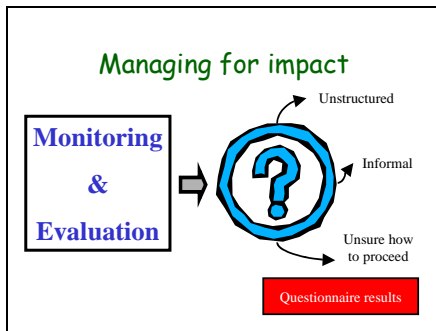 Managing for impact
Monitoring
&
Evaluation
?
Unstructured
Informal
Unsure how
to proceed
Questionnaire results